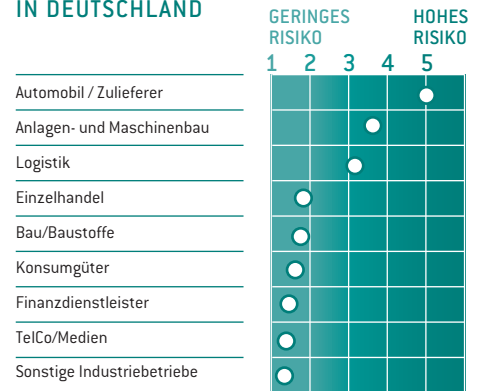 IN DEUTSCHLAND
GERINGES RISIKO
HOHES RISIKO
1 2 3 4 5
Automobil / Zulieferer
Anlagen- und Maschinenbau
Logistik
Einzelhandel
Bau/Baustoffe
Konsumgüter
Finanzdienstleister
TelCo/Medien
Sonstige Industriebetriebe